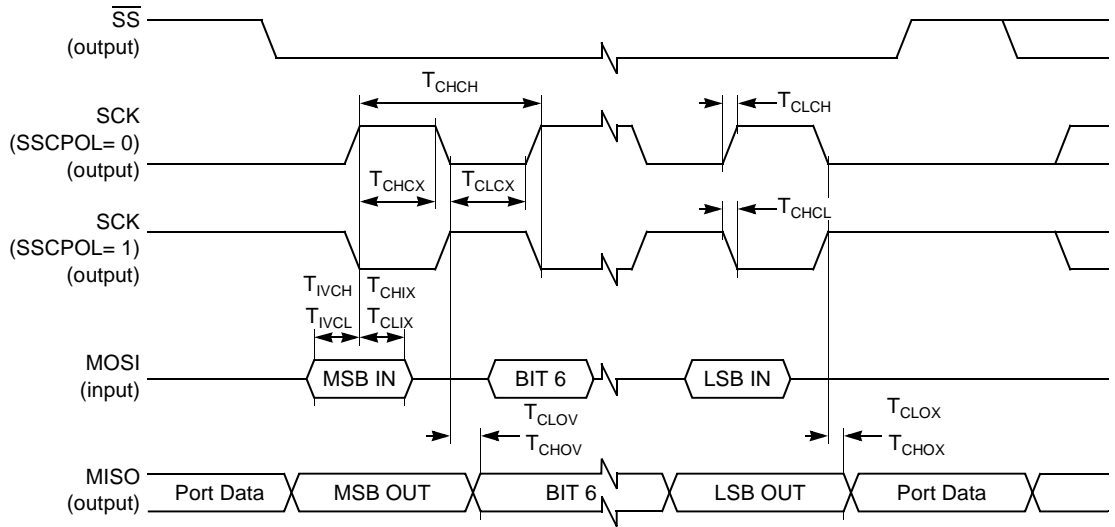 SS
(output)
T_CHCH
T_CLCH
SCK
(SSCPOL= 0)
(output)
T_CHCX
T_CLCX
T_CHCL
SCK
(SSCPOL= 1)
(output)
T_IVCH
T_CHIX
T_IVCL
T_CLIX
MOSI
(input)
MSB IN
BIT 6
LSB IN
T_CLOV
T_CLOX
T_CHOV
T_CHOX
MISO
(output)
Port Data
MSB OUT
BIT 6
LSB OUT
Port Data